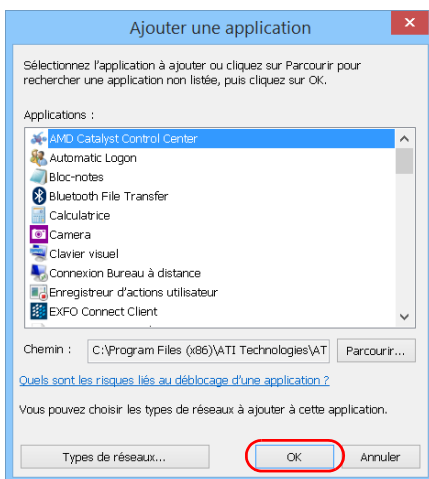 Ajouter une application
Sélectionnez l'application à ajouter ou cliquez sur Parcourir pour
rechercher une application non listée, puis cliquez sur OK.
Applications :
AMD Catalyst Control Center
Automatic Logon
Bloc-notes
Bluetooth File Transfer
Calculatrice
Camera
Clavier visuel
Connexion Bureau à distance
Enregistreur d'actions utilisateur
EXFO Connect Client
Chemin : C:\Program Files (x86)\ATI Technologies\AT Parcourir...
Quels sont les risques liés au déblocage d'une application ?
Vous pouvez choisir les types de réseaux à ajouter à cette application.
Types de réseaux... OK Annuler